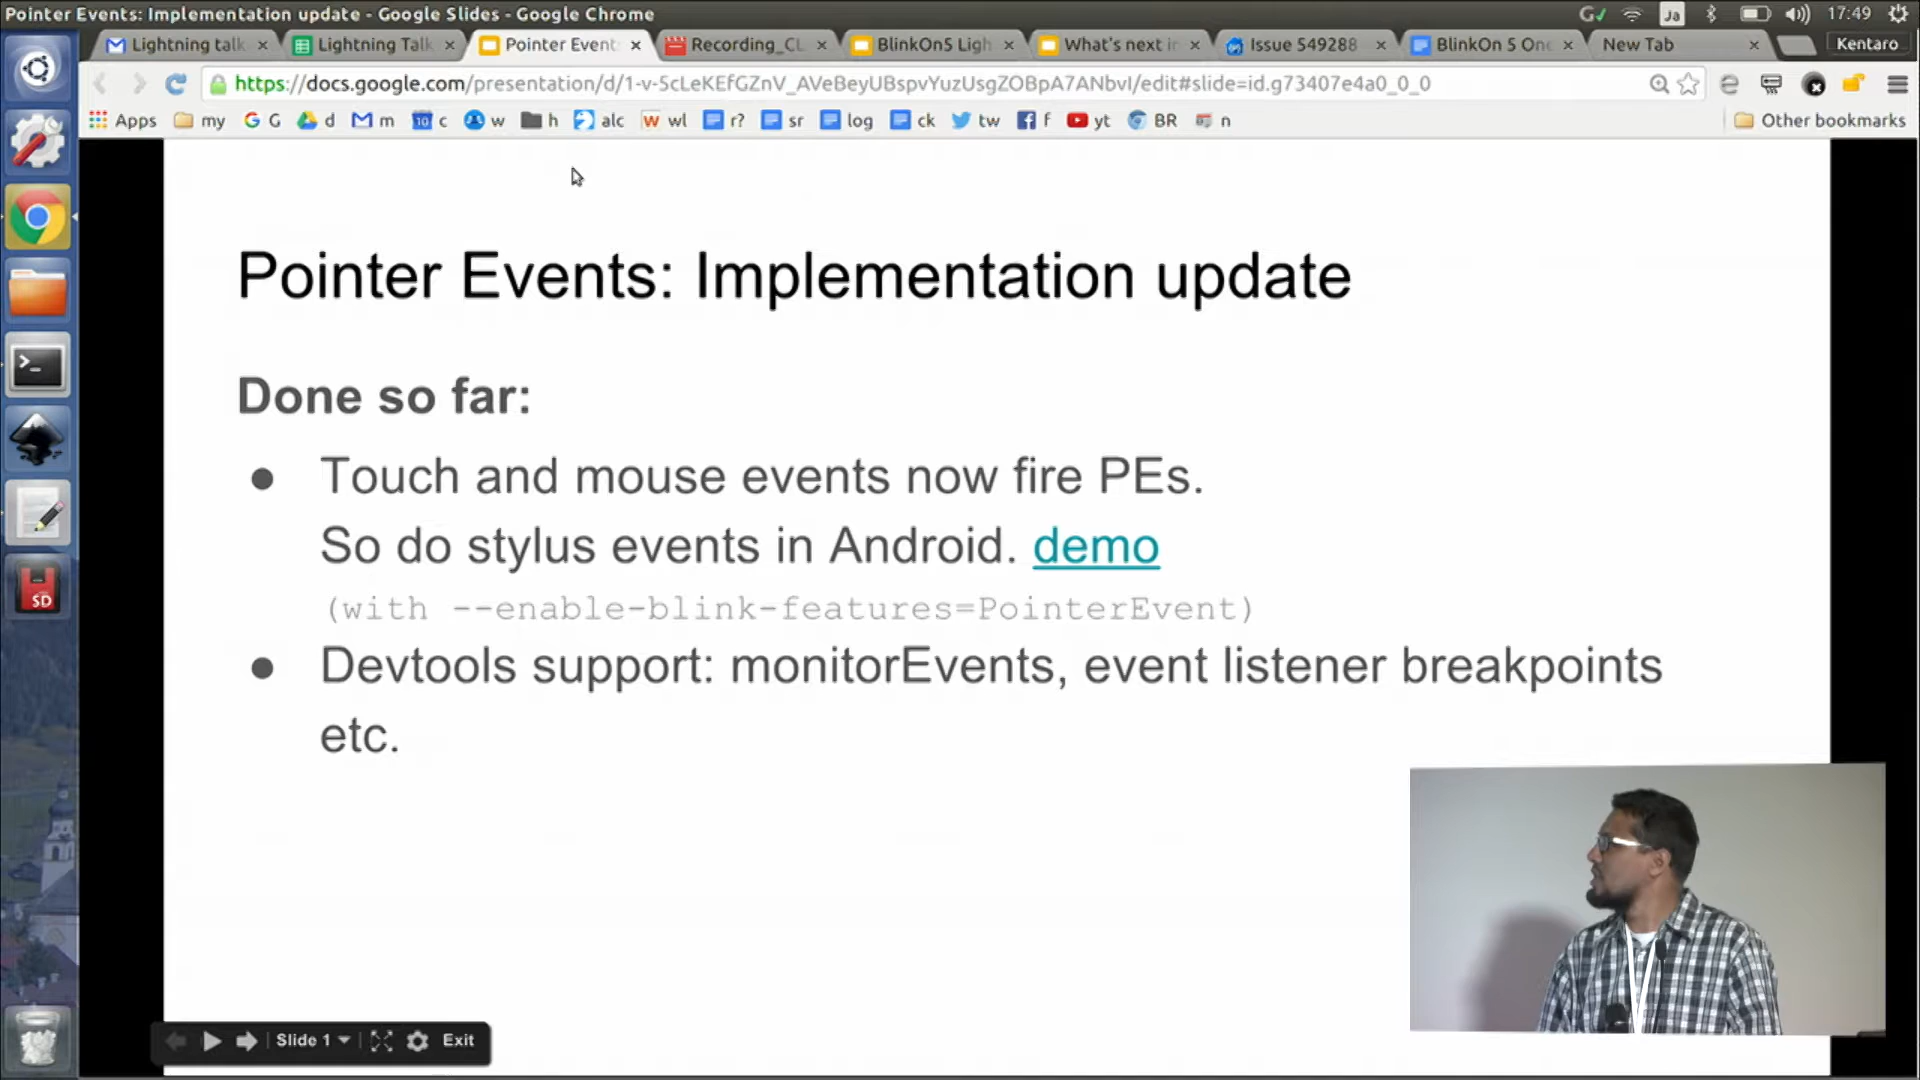 Pointer Events: Implementation update - Google Slides - Google Chrome
Ja
17:49
Lightning talk
Lightning Talk
Pointer Event
Recording_CL
BlinkOn5 Ligh
What's next in
Issue 549288
BlinkOn 5 One
New Tab
Kentaro
https://docs.google.com/presentation/d/1-v-5cLeKEfGZnV_AVeBeyUBspvYuzUsgZOBpA7ANbvI/edit#slide=id.g73407e4a0_0_0
Apps
my
G
d
m
c
w
h
alc
wl
r?
sr
log
ck
tw
f
yt
BR
n
Other bookmarks
Pointer Events: Implementation update
Done so far:
● Touch and mouse events now fire PEs.
So do stylus events in Android. demo
(with --enable-blink-features=PointerEvent)
● Devtools support: monitorEvents, event listener breakpoints
etc.
SD
Slide 1
Exit